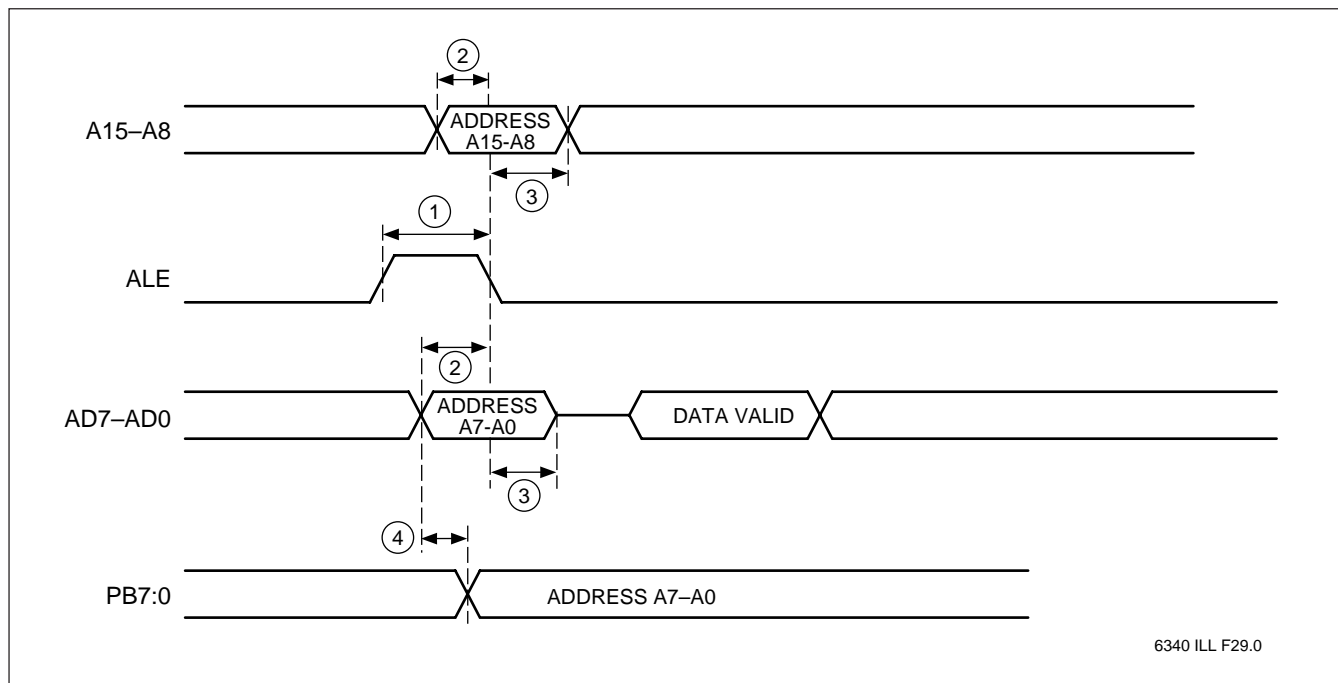 ②
A15–A8
ADDRESS
A15-A8
③
①
ALE
②
AD7–AD0
ADDRESS
A7-A0
DATA VALID
③
④
PB7:0
ADDRESS A7–A0
6340 ILL F29.0